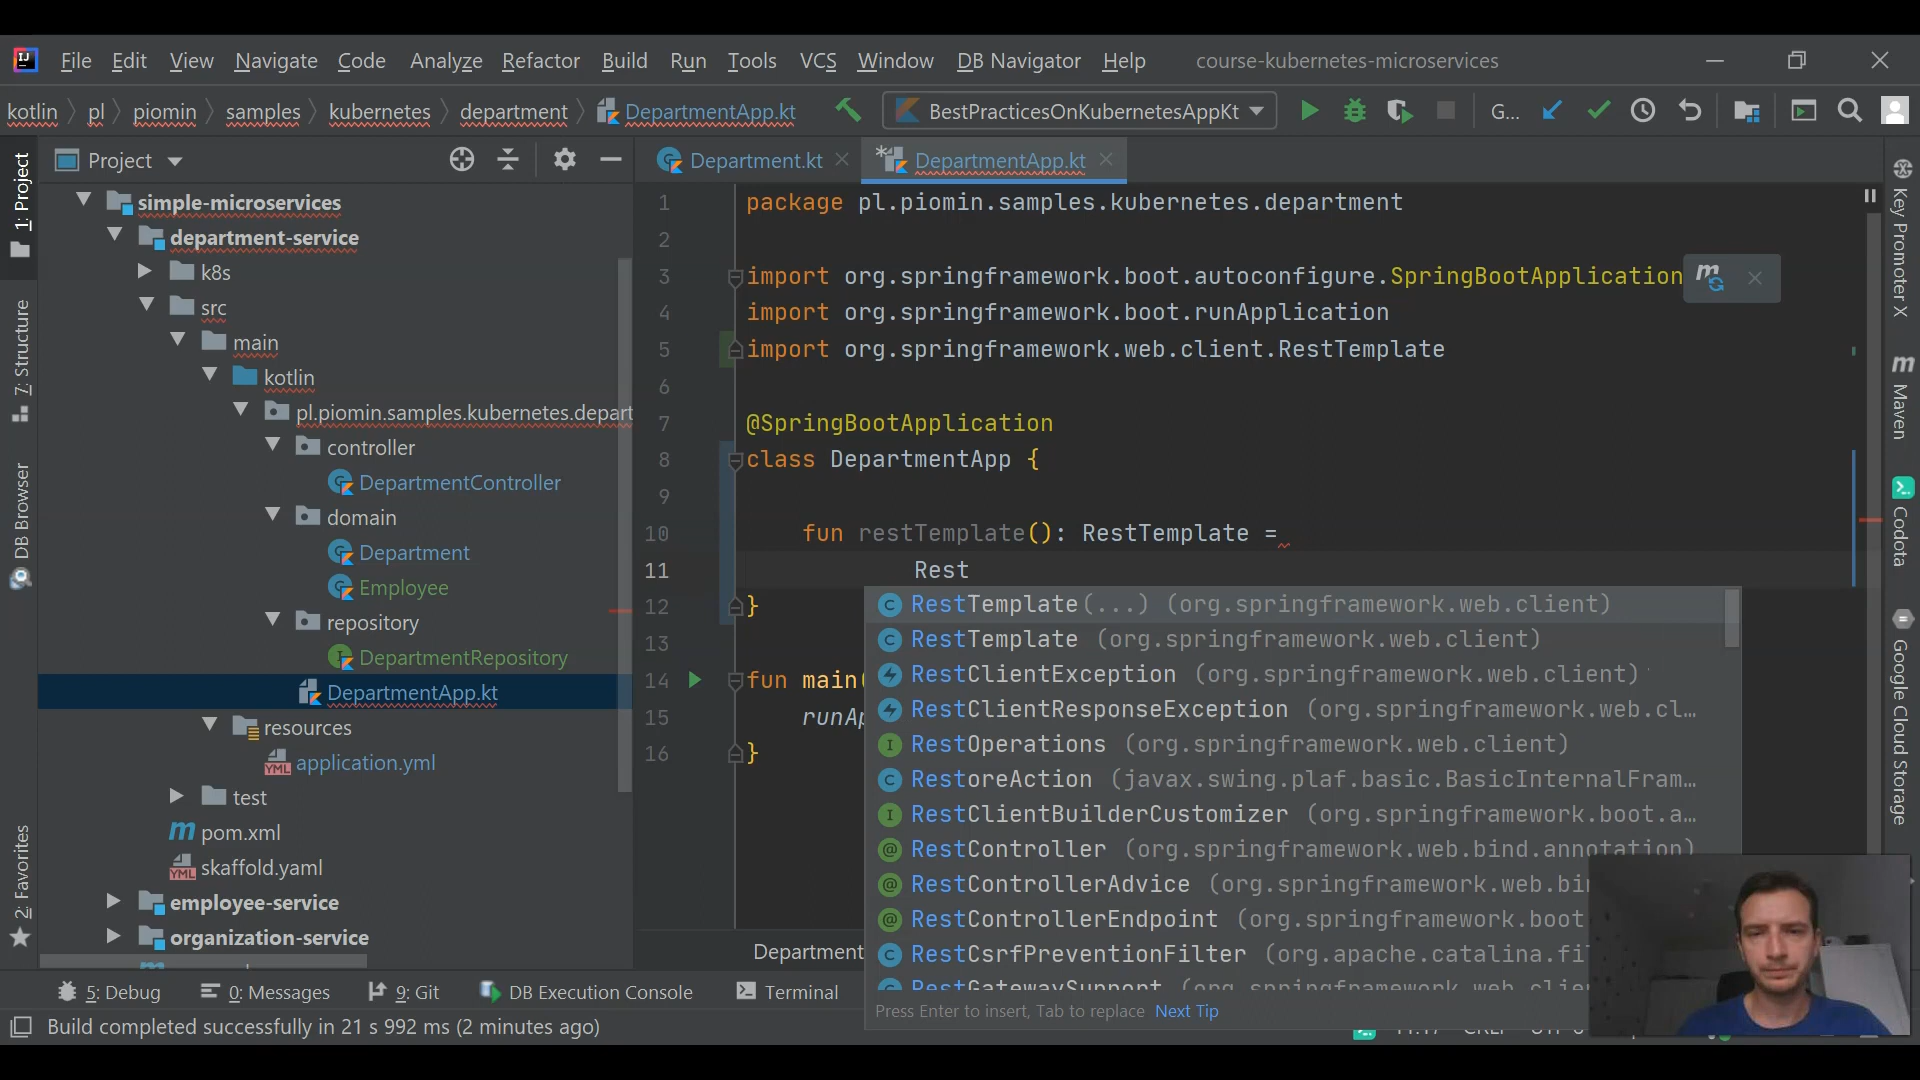 File Edit View Navigate Code Analyze Refactor Build Run Tools VCS Window DB Navigator Help course-kubernetes-microservices
kotlin pl piomin samples kubernetes department DepartmentApp.kt BestPracticesOnKubernetesAppKt G...
1: Project
7: Structure
DB Browser
2: Favorites
Project
simple-microservices
department-service
k8s
src
main
kotlin
pl.piomin.samples.kubernetes.depart
controller
DepartmentController
domain
Department
Employee
repository
DepartmentRepository
DepartmentApp.kt
resources
application.yml
test
pom.xml
skaffold.yaml
employee-service
organization-service
Department.kt DepartmentApp.kt
1 package pl.piomin.samples.kubernetes.department
2
3 import org.springframework.boot.autoconfigure.SpringBootApplication
4 import org.springframework.boot.runApplication
5 import org.springframework.web.client.RestTemplate
6
7 @SpringBootApplication
8 class DepartmentApp {
9
10 fun restTemplate(): RestTemplate =
11 Rest
12 }
13
14 fun main(
15 runAp
16 }
RestTemplate(...) (org.springframework.web.client)
RestTemplate (org.springframework.web.client)
RestClientException (org.springframework.web.client)
RestClientResponseException (org.springframework.web.cl...
RestOperations (org.springframework.web.client)
RestoreAction (javax.swing.plaf.basic.BasicInternalFram...
RestClientBuilderCustomizer (org.springframework.boot.a...
RestController (org.springframework.web.bind.annotation)
RestControllerAdvice (org.springframework.web.bin
RestControllerEndpoint (org.springframework.boot
RestCsrfPreventionFilter (org.apache.catalina.fil
RestGatewaySupport (org.springframework.web.clien
Press Enter to insert, Tab to replace Next Tip
Department
Key Promoter X
Maven
Codota
Google Cloud Storage
5: Debug 0: Messages 9: Git DB Execution Console Terminal
Build completed successfully in 21 s 992 ms (2 minutes ago)